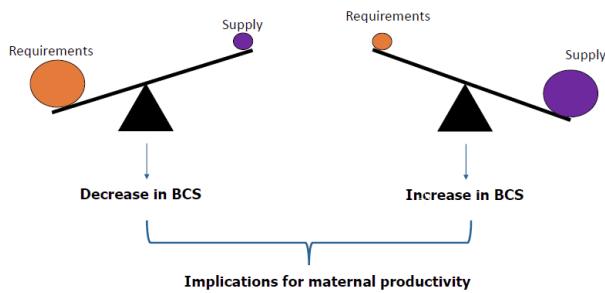 Requirements
Supply
Requirements
Supply
Decrease in BCS
Increase in BCS
Implications for maternal productivity